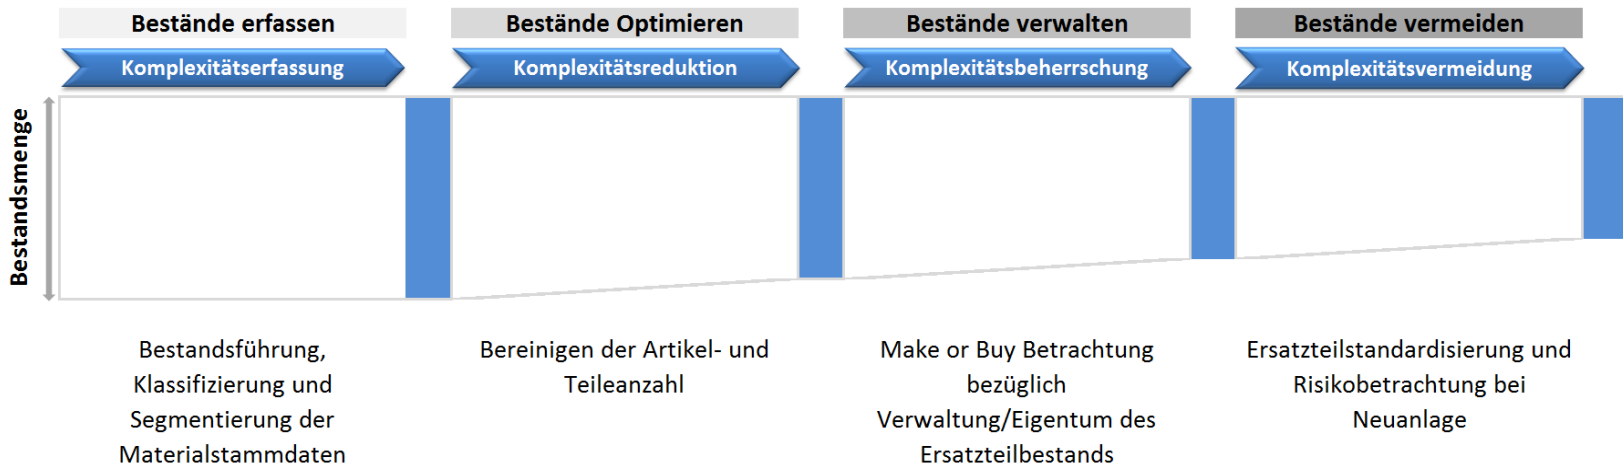 Bestände erfassen
Bestände Optimieren
Bestände verwalten
Bestände vermeiden
Komplexitätserfassung
Komplexitätsreduktion
Komplexitätsbeherrschung
Komplexitätsvermeidung
Bestandsmenge
Bestandsführung,
Klassifizierung und
Segmentierung der
Materialstammdaten
Bereinigen der Artikel- und
Teileanzahl
Make or Buy Betrachtung
bezüglich
Verwaltung/Eigentum des
Ersatzteilbestands
Ersatzteilstandardisierung und
Risikobetrachtung bei
Neuanlage